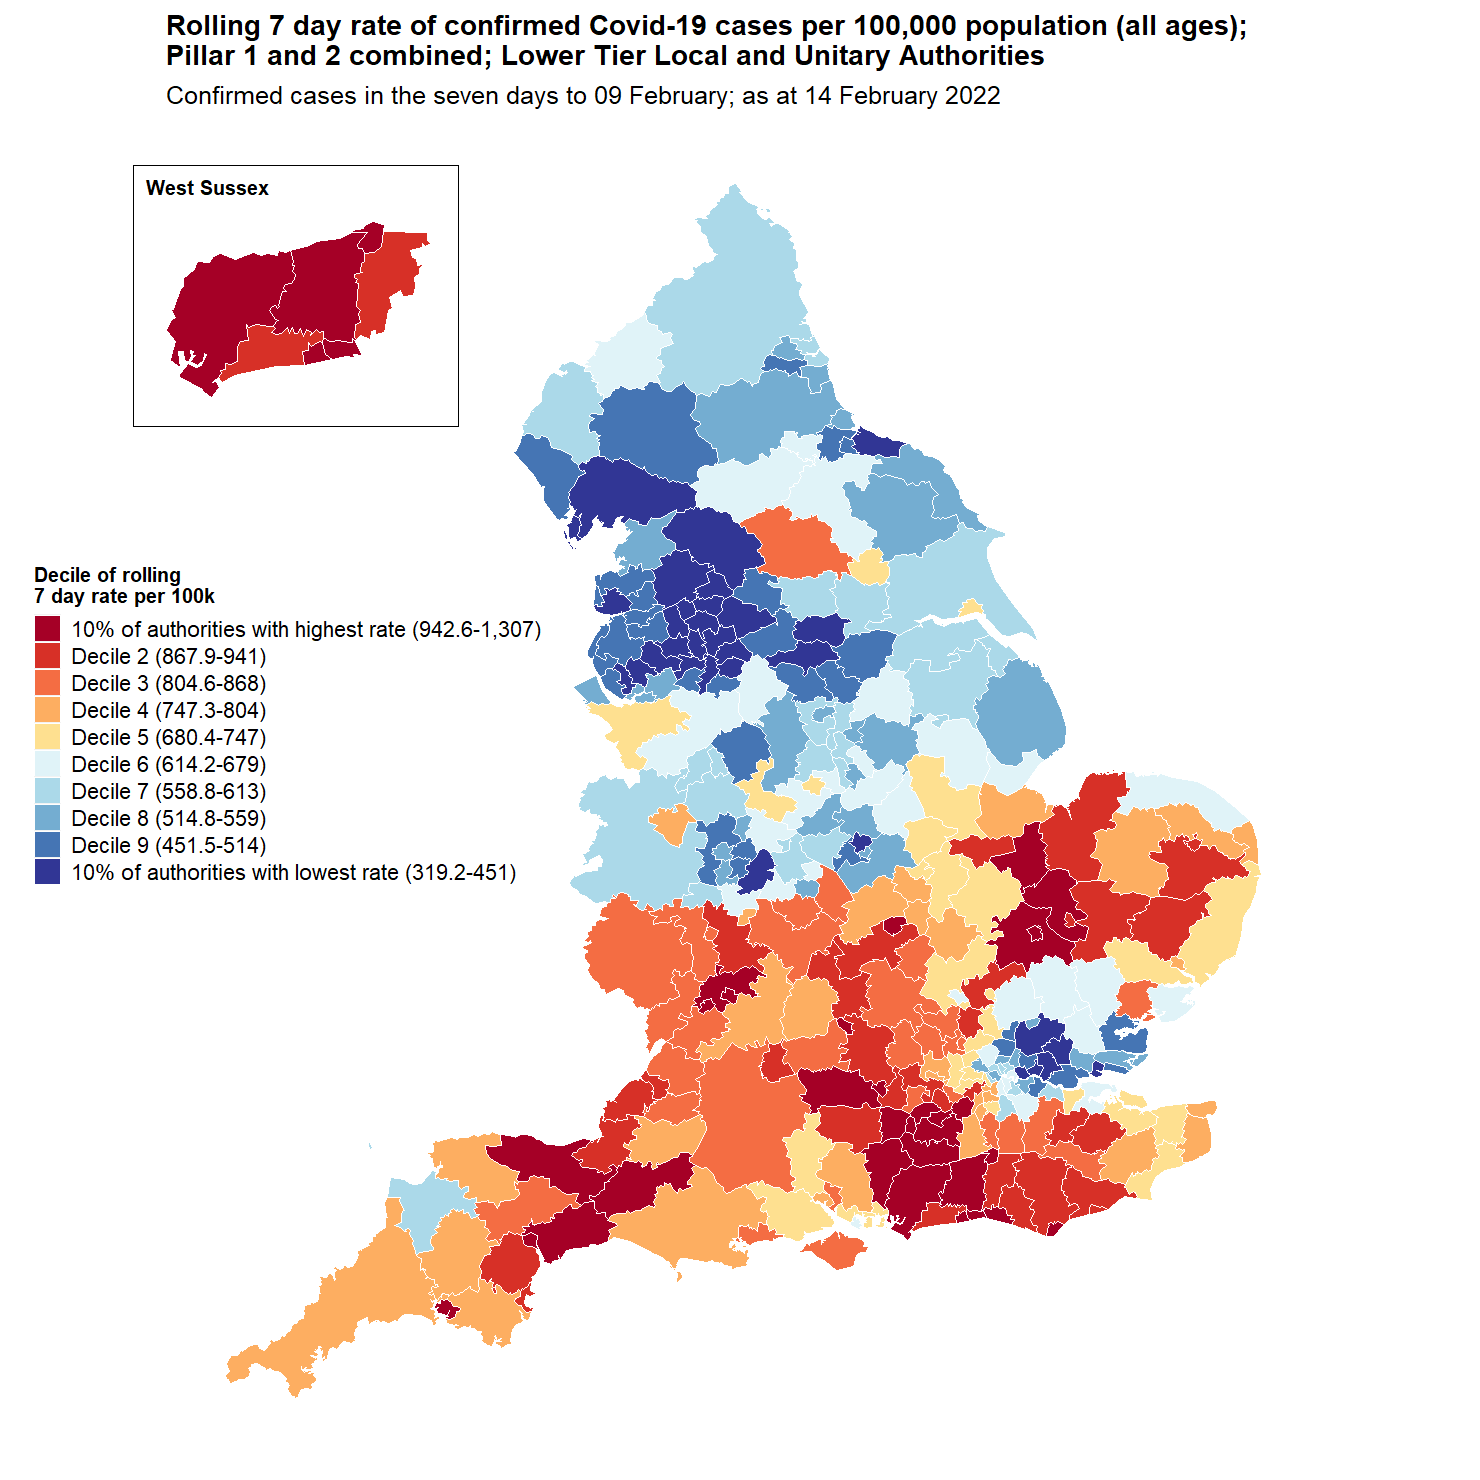 Rolling 7 day rate of confirmed Covid-19 cases per 100,000 population (all ages);
Pillar 1 and 2 combined; Lower Tier Local and Unitary Authorities
Confirmed cases in the seven days to 09 February; as at 14 February 2022
West Sussex
Decile of rolling
7 day rate per 100k
10% of authorities with highest rate (942.6-1,307)
Decile 2 (867.9-941)
Decile 3 (804.6-868)
Decile 4 (747.3-804)
Decile 5 (680.4-747)
Decile 6 (614.2-679)
Decile 7 (558.8-613)
Decile 8 (514.8-559)
Decile 9 (451.5-514)
10% of authorities with lowest rate (319.2-451)